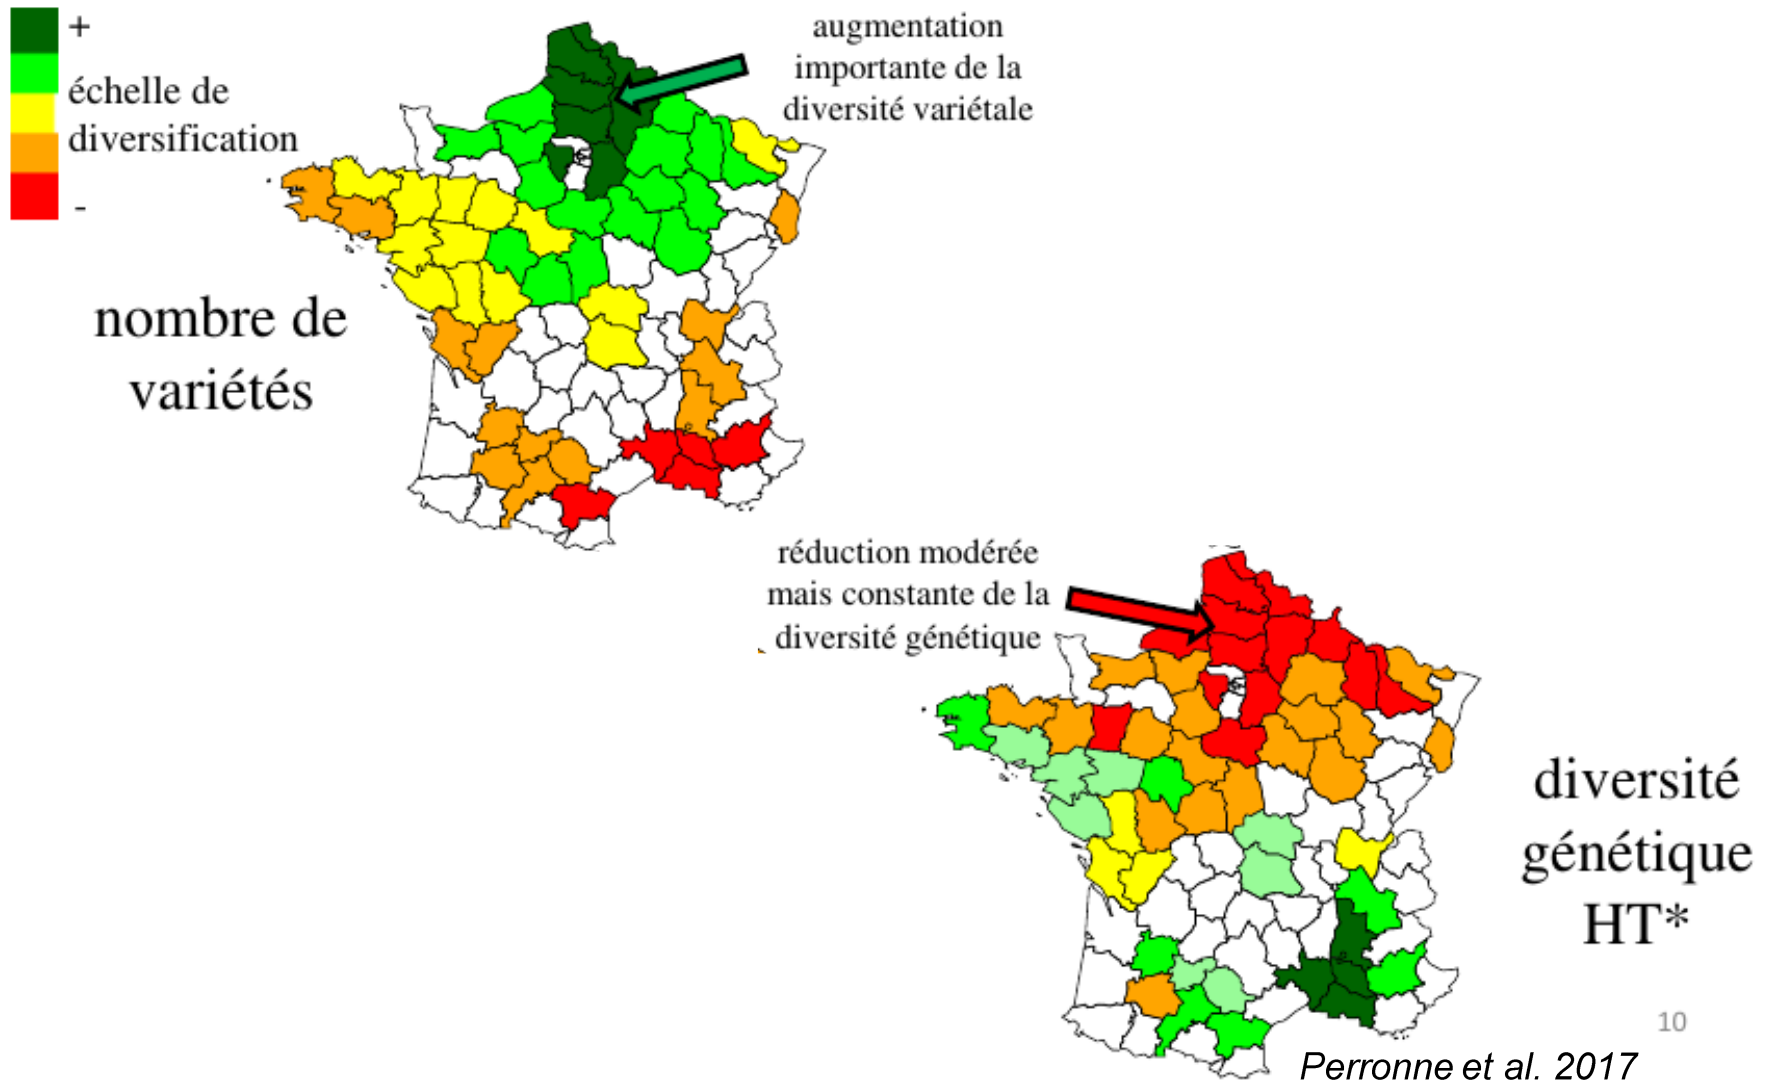 +
échelle de
diversification
-
augmentation
importante de la
diversité variétale
nombre de
variétés
réduction modérée
mais constante de la
diversité génétique
diversité
génétique
HT*
10
Perronne et al. 2017